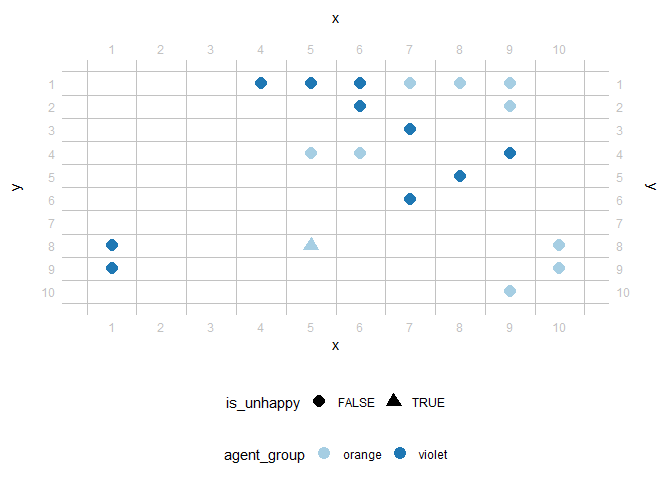 x
1 2 3 4 5 6 7 8 9 10
1 1
2 2
3 3
4 4
5 5
y 6 6 y
7 7
8 8
9 9
10 10
1 2 3 4 5 6 7 8 9 10
x
is_unhappy FALSE TRUE
agent_group orange violet